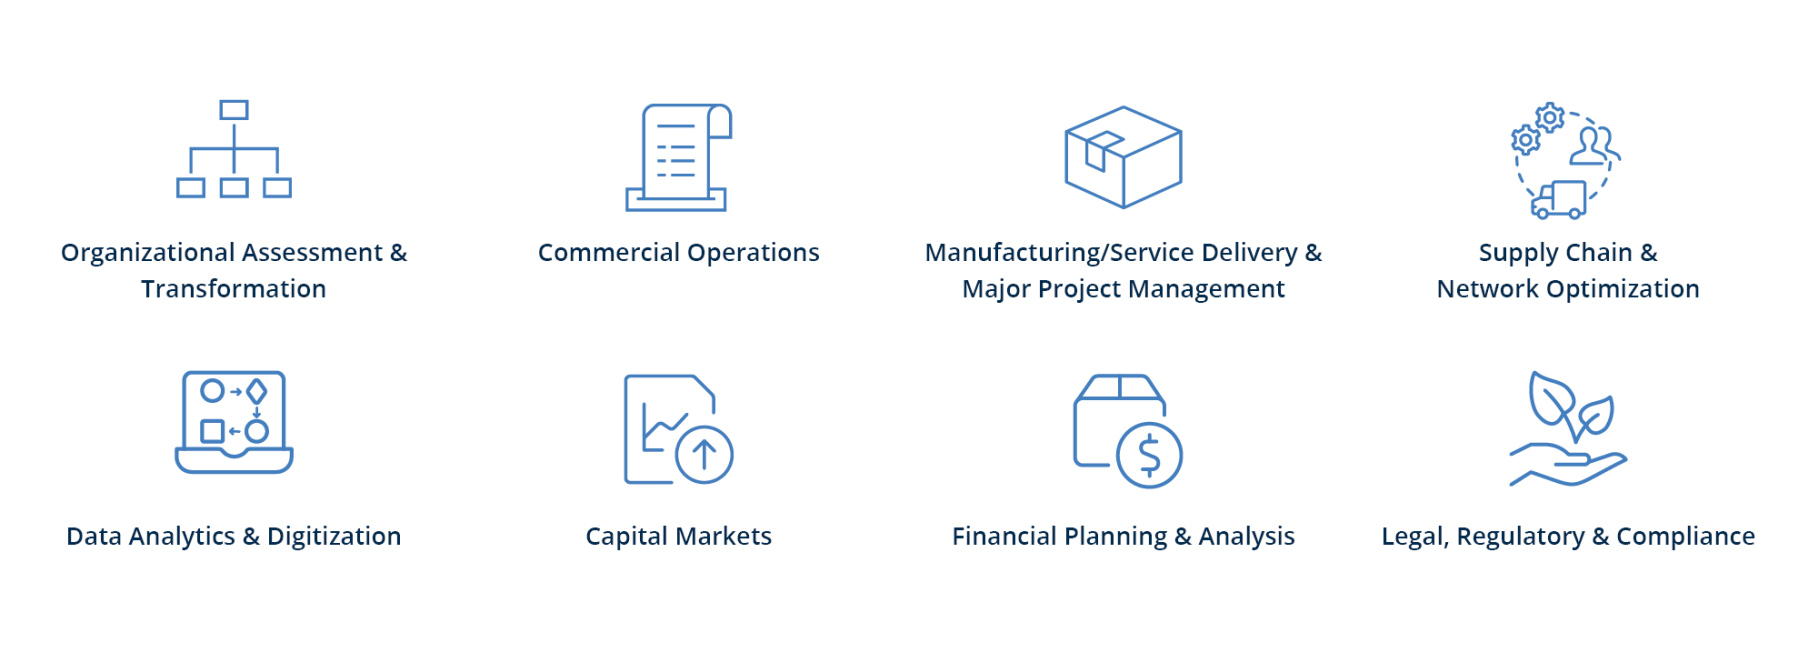 Organizational Assessment &
Transformation
Commercial Operations
Manufacturing/Service Delivery &
Major Project Management
Supply Chain &
Network Optimization
Data Analytics & Digitization
Capital Markets
Financial Planning & Analysis
Legal, Regulatory & Compliance